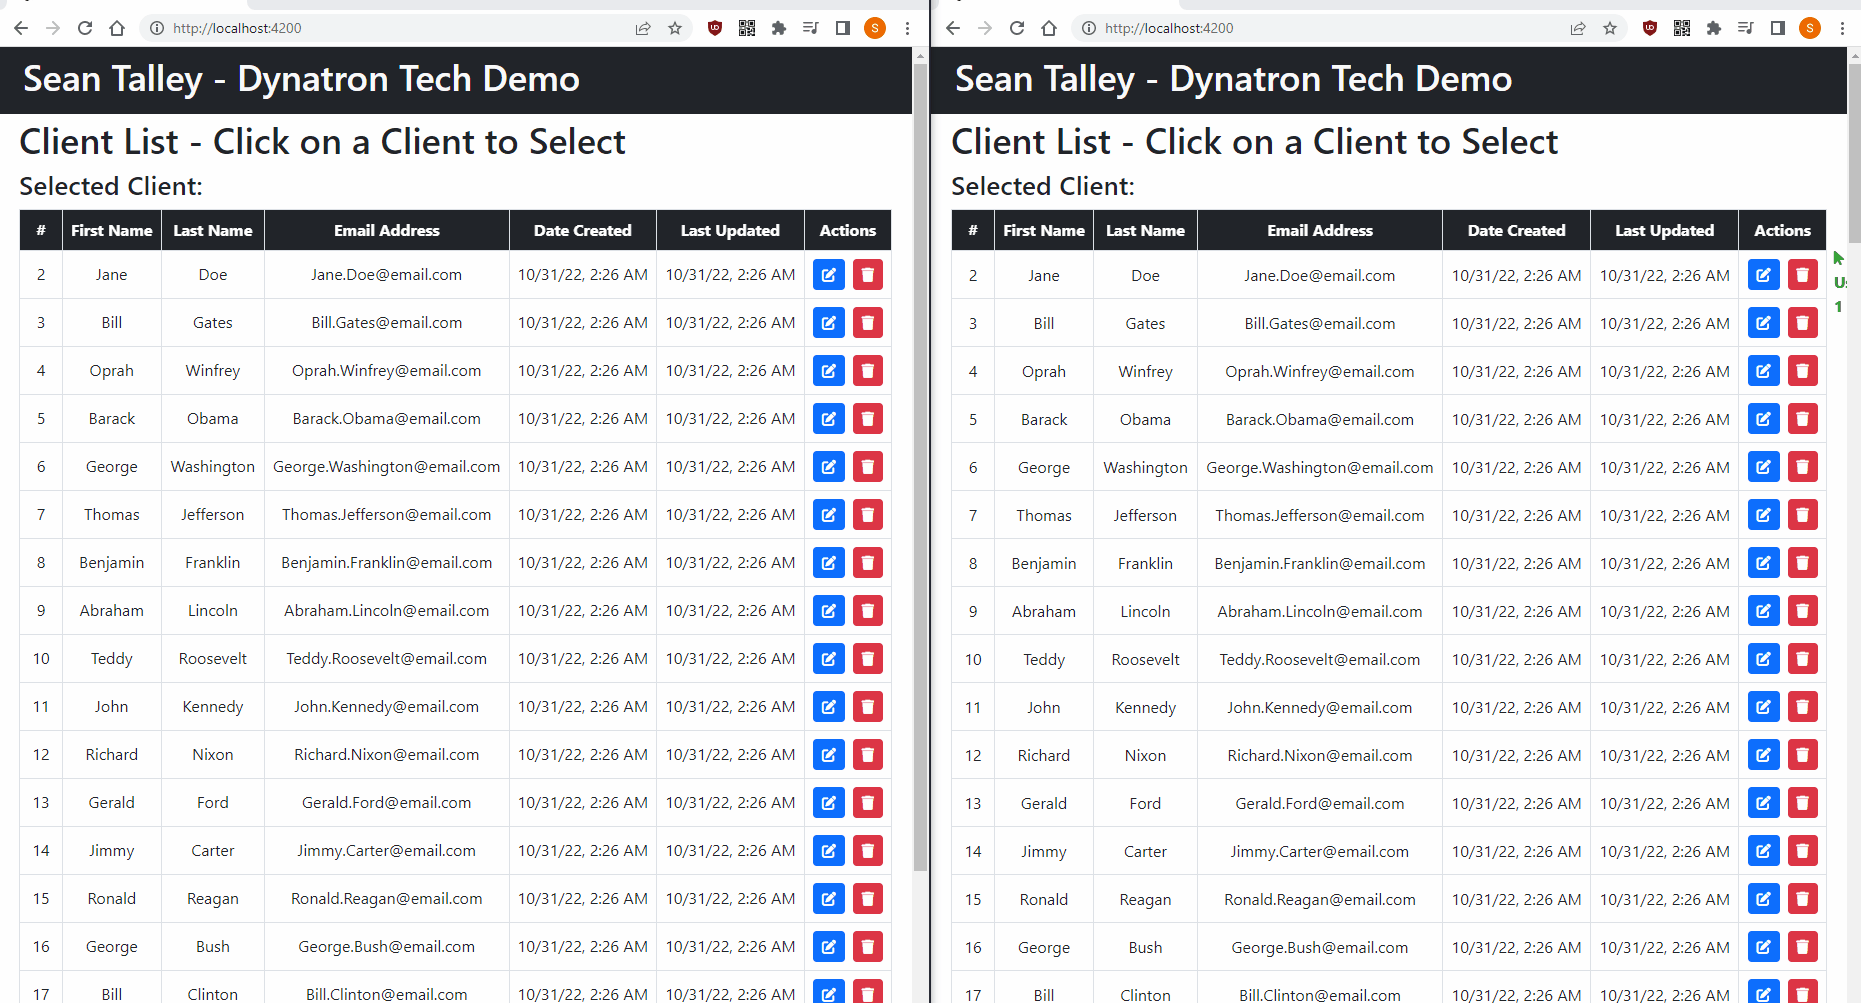 http://localhost:4200
S
Sean Talley - Dynatron Tech Demo
Client List - Click on a Client to Select
Selected Client:
# First Name Last Name Email Address Date Created Last Updated Actions
2 Jane Doe Jane.Doe@email.com 10/31/22, 2:26 AM 10/31/22, 2:26 AM
3 Bill Gates Bill.Gates@email.com 10/31/22, 2:26 AM 10/31/22, 2:26 AM
4 Oprah Winfrey Oprah.Winfrey@email.com 10/31/22, 2:26 AM 10/31/22, 2:26 AM
5 Barack Obama Barack.Obama@email.com 10/31/22, 2:26 AM 10/31/22, 2:26 AM
6 George Washington George.Washington@email.com 10/31/22, 2:26 AM 10/31/22, 2:26 AM
7 Thomas Jefferson Thomas.Jefferson@email.com 10/31/22, 2:26 AM 10/31/22, 2:26 AM
8 Benjamin Franklin Benjamin.Franklin@email.com 10/31/22, 2:26 AM 10/31/22, 2:26 AM
9 Abraham Lincoln Abraham.Lincoln@email.com 10/31/22, 2:26 AM 10/31/22, 2:26 AM
10 Teddy Roosevelt Teddy.Roosevelt@email.com 10/31/22, 2:26 AM 10/31/22, 2:26 AM
11 John Kennedy John.Kennedy@email.com 10/31/22, 2:26 AM 10/31/22, 2:26 AM
12 Richard Nixon Richard.Nixon@email.com 10/31/22, 2:26 AM 10/31/22, 2:26 AM
13 Gerald Ford Gerald.Ford@email.com 10/31/22, 2:26 AM 10/31/22, 2:26 AM
14 Jimmy Carter Jimmy.Carter@email.com 10/31/22, 2:26 AM 10/31/22, 2:26 AM
15 Ronald Reagan Ronald.Reagan@email.com 10/31/22, 2:26 AM 10/31/22, 2:26 AM
16 George Bush George.Bush@email.com 10/31/22, 2:26 AM 10/31/22, 2:26 AM
17 Bill Clinton Bill.Clinton@email.com 10/31/22, 2:26 AM 10/31/22, 2:26 AM
http://localhost:4200
S
Sean Talley - Dynatron Tech Demo
Client List - Click on a Client to Select
Selected Client:
# First Name Last Name Email Address Date Created Last Updated Actions
2 Jane Doe Jane.Doe@email.com 10/31/22, 2:26 AM 10/31/22, 2:26 AM
3 Bill Gates Bill.Gates@email.com 10/31/22, 2:26 AM 10/31/22, 2:26 AM
4 Oprah Winfrey Oprah.Winfrey@email.com 10/31/22, 2:26 AM 10/31/22, 2:26 AM
5 Barack Obama Barack.Obama@email.com 10/31/22, 2:26 AM 10/31/22, 2:26 AM
6 George Washington George.Washington@email.com 10/31/22, 2:26 AM 10/31/22, 2:26 AM
7 Thomas Jefferson Thomas.Jefferson@email.com 10/31/22, 2:26 AM 10/31/22, 2:26 AM
8 Benjamin Franklin Benjamin.Franklin@email.com 10/31/22, 2:26 AM 10/31/22, 2:26 AM
9 Abraham Lincoln Abraham.Lincoln@email.com 10/31/22, 2:26 AM 10/31/22, 2:26 AM
10 Teddy Roosevelt Teddy.Roosevelt@email.com 10/31/22, 2:26 AM 10/31/22, 2:26 AM
11 John Kennedy John.Kennedy@email.com 10/31/22, 2:26 AM 10/31/22, 2:26 AM
12 Richard Nixon Richard.Nixon@email.com 10/31/22, 2:26 AM 10/31/22, 2:26 AM
13 Gerald Ford Gerald.Ford@email.com 10/31/22, 2:26 AM 10/31/22, 2:26 AM
14 Jimmy Carter Jimmy.Carter@email.com 10/31/22, 2:26 AM 10/31/22, 2:26 AM
15 Ronald Reagan Ronald.Reagan@email.com 10/31/22, 2:26 AM 10/31/22, 2:26 AM
16 George Bush George.Bush@email.com 10/31/22, 2:26 AM 10/31/22, 2:26 AM
17 Bill Clinton Bill.Clinton@email.com 10/31/22, 2:26 AM 10/31/22, 2:26 AM
1